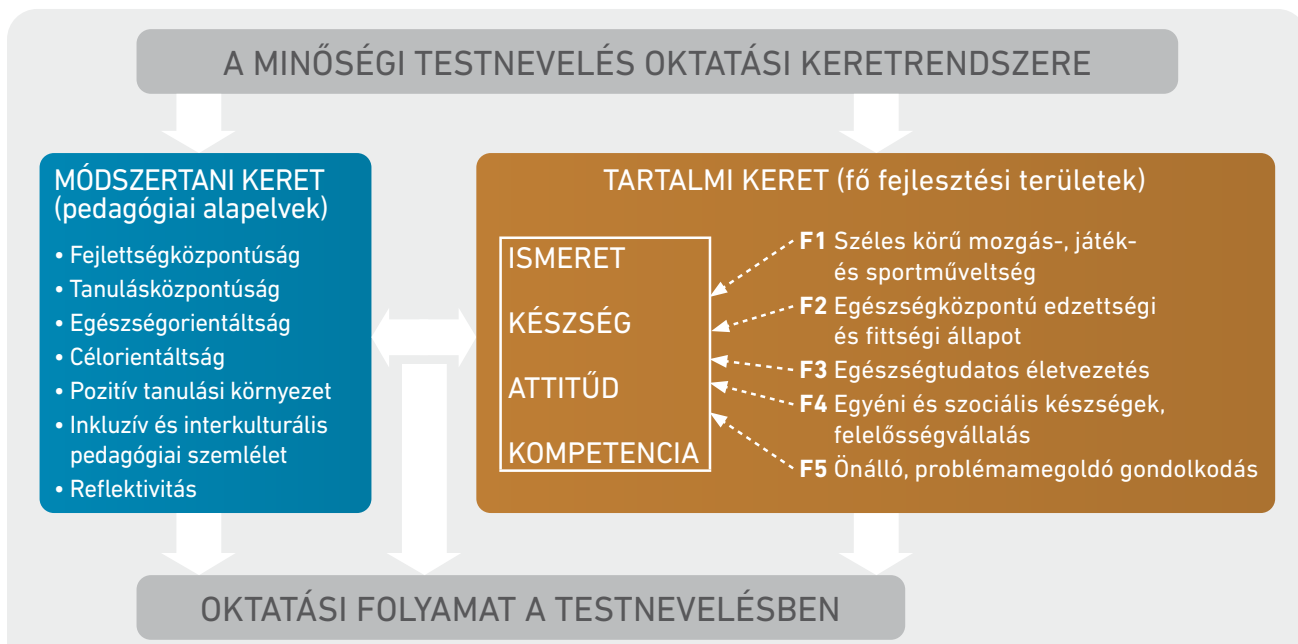 A MINŐSÉGI TESTNEVELÉS OKTATÁSI KERETRENDSZERE
MÓDSZERTANI KERET
(pedagógiai alapelvek)
• Fejlettségközpontúság
• Tanulásközpontúság
• Egészségorientáltság
• Célorientáltság
• Pozitív tanulási környezet
• Inkluzív és interkulturális
pedagógiai szemlélet
• Reflektivitás
TARTALMI KERET (fő fejlesztési területek)
ISMERET
KÉSZSÉG
ATTITŰD
KOMPETENCIA
F1 Széles körű mozgás-, játék-
és sportműveltség
F2 Egészségközpontú edzettségi
és fittségi állapot
F3 Egészségtudatos életvezetés
F4 Egyéni és szociális készségek,
felelősségvállalás
F5 Önálló, problémamegoldó gondolkodás
OKTATÁSI FOLYAMAT A TESTNEVELÉSBEN